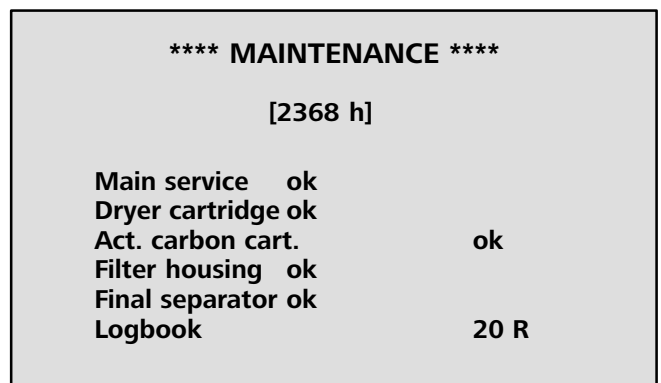 **** MAINTENANCE ****
[2368 h]
Main service ok
Dryer cartridge ok
Act. carbon cart. ok
Filter housing ok
Final separator ok
Logbook 20 R